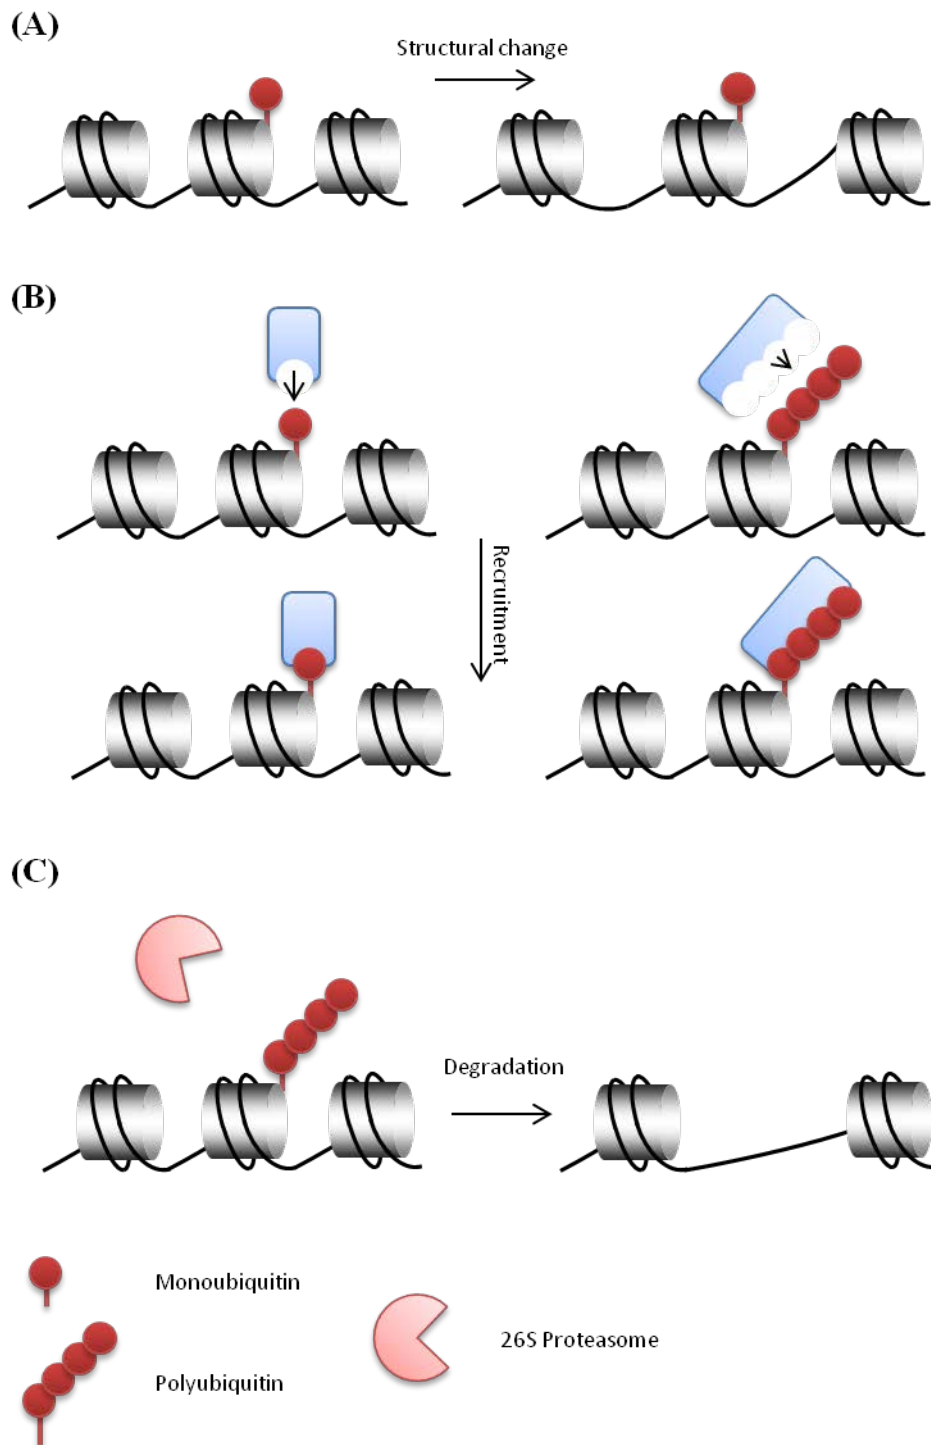 (A)
Structural change
(B)
Recruitment
(C)
Degradation
Monoubiquitin
26S Proteasome
Polyubiquitin